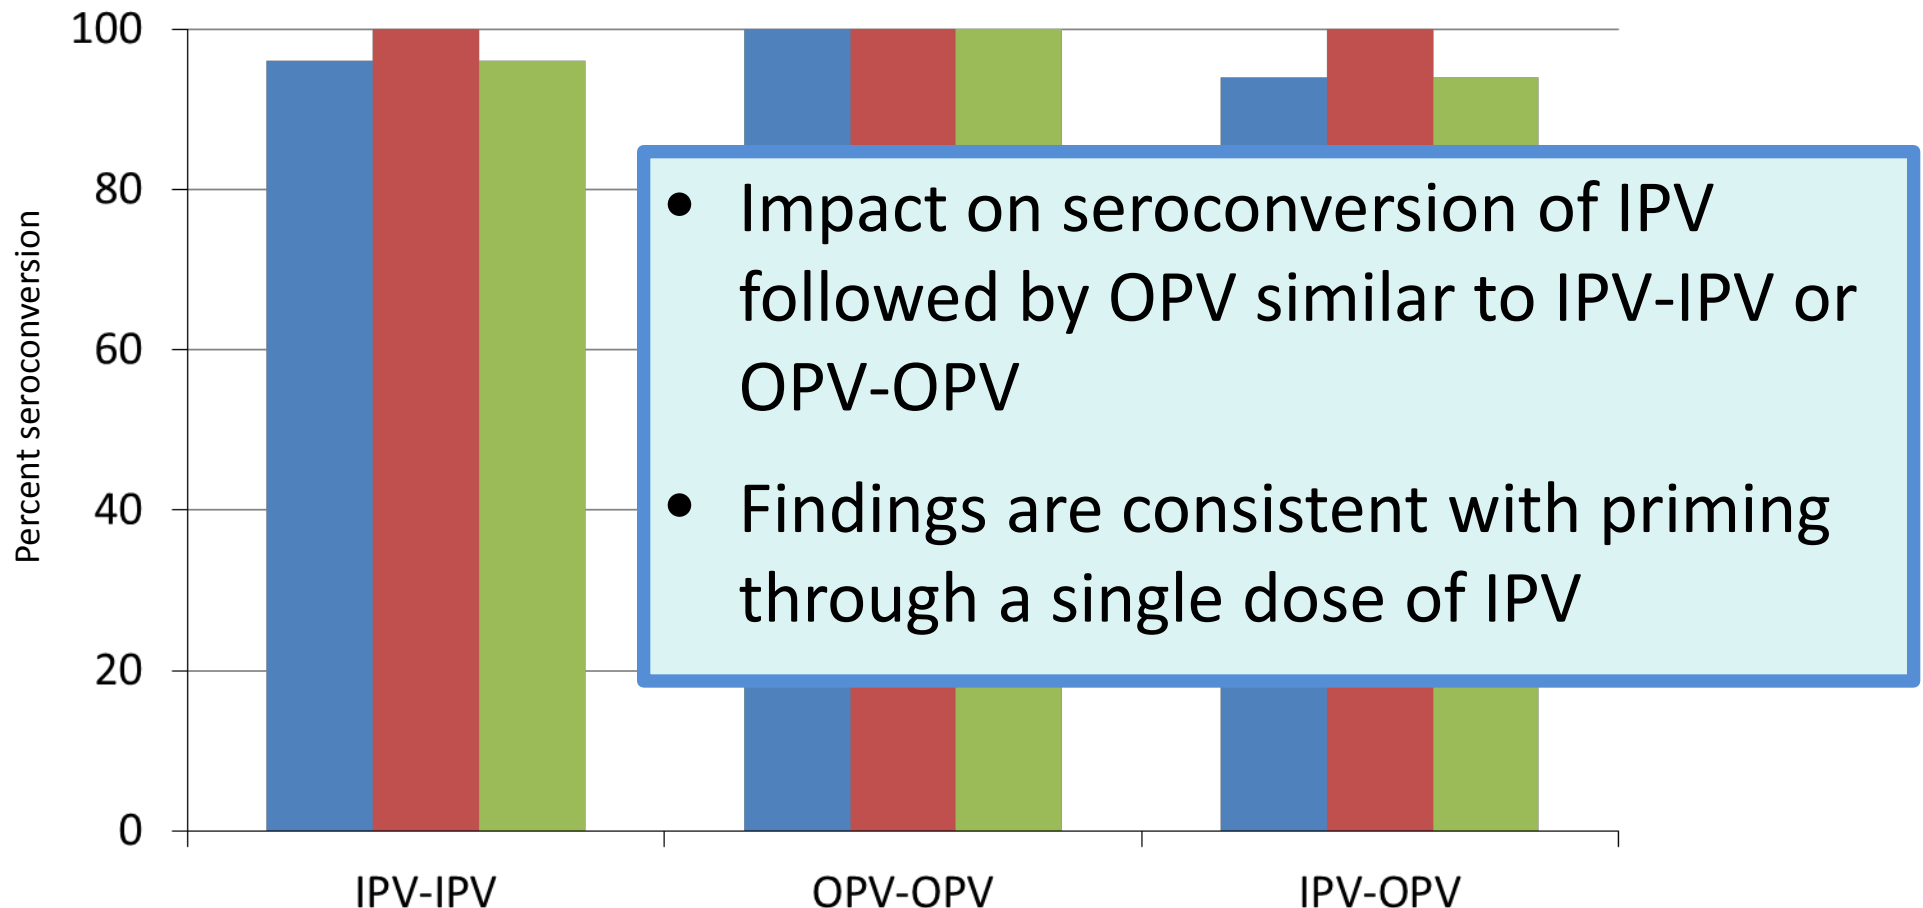 100
80
60
40
20
0
Percent seroconversion
• Impact on seroconversion of IPV
followed by OPV similar to IPV-IPV or
OPV-OPV
• Findings are consistent with priming
through a single dose of IPV
IPV-IPV
OPV-OPV
IPV-OPV